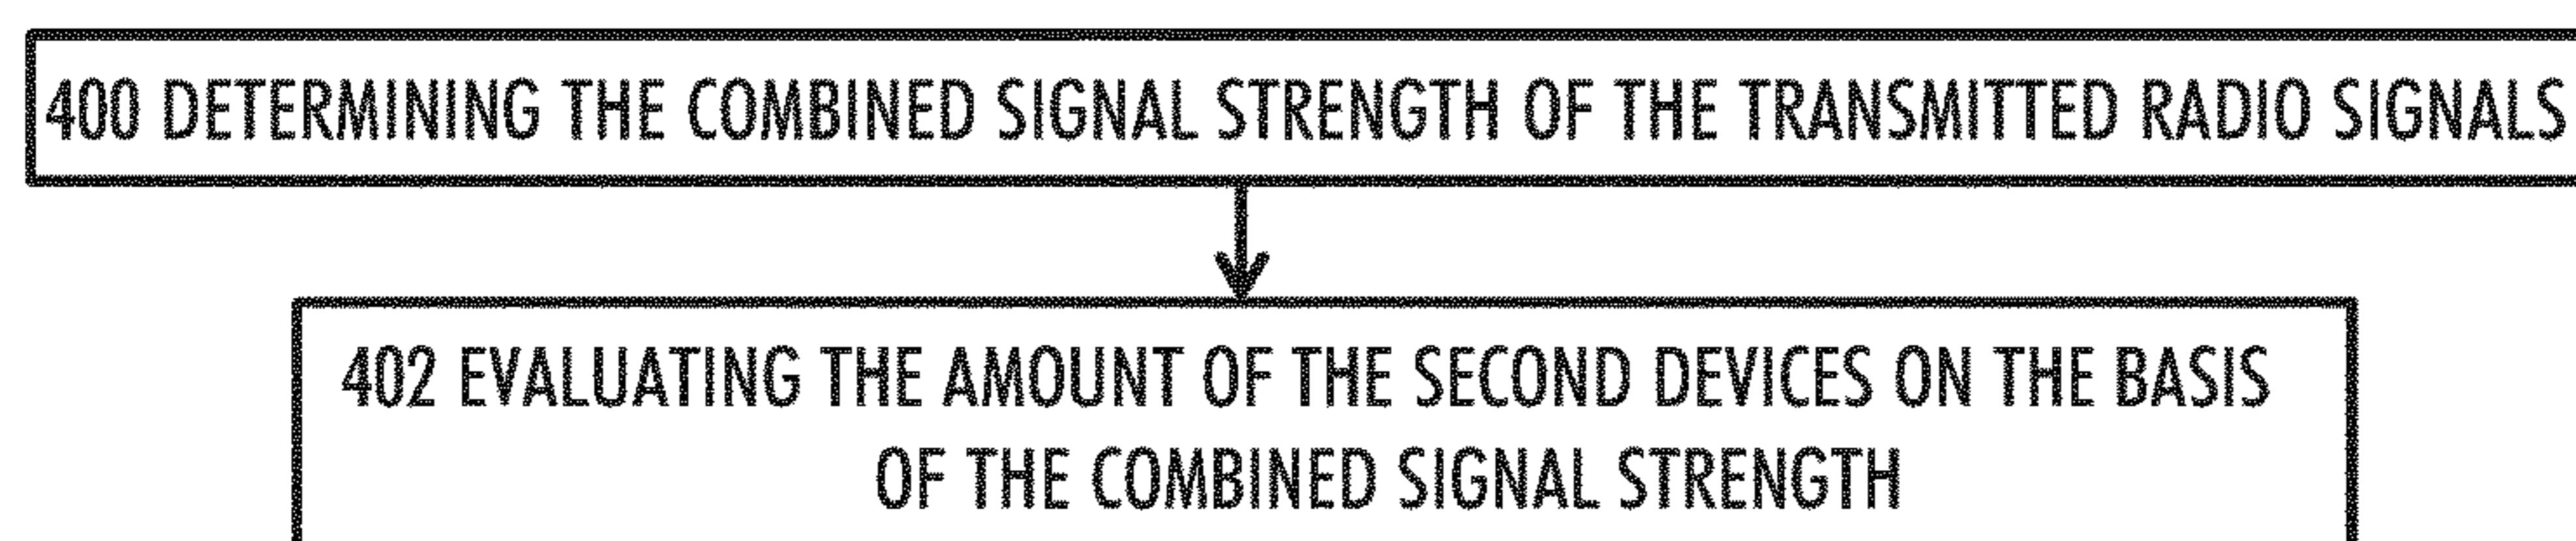 400 DETERMINING THE COMBINED SIGNAL STRENGTH OF THE TRANSMITTED RADIO SIGNALS
402 EVALUATING THE AMOUNT OF THE SECOND DEVICES ON THE BASIS
OF THE COMBINED SIGNAL STRENGTH